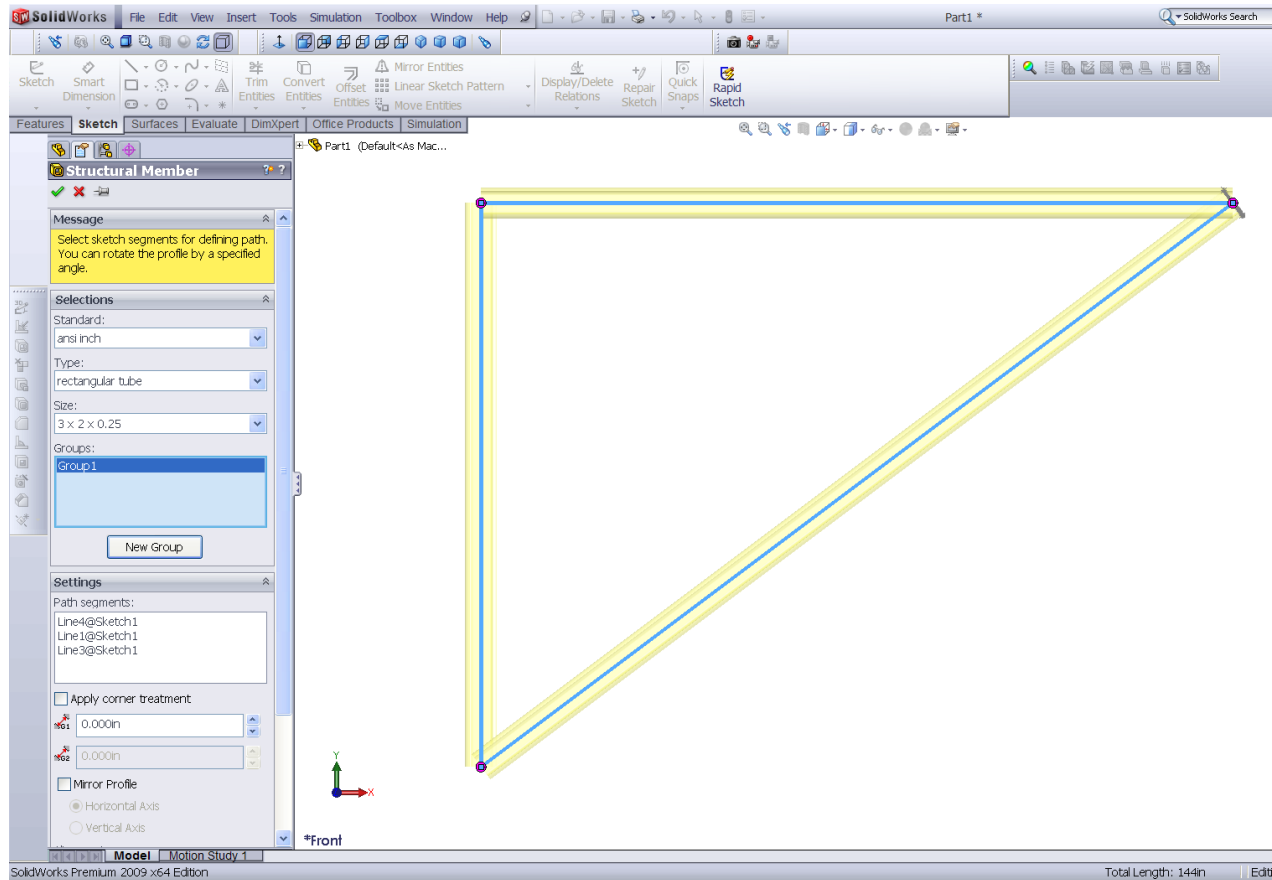 SolidWorks File Edit View Insert Tools Simulation Toolbox Window Help Part1 * SolidWorks Search
Sketch Smart Dimension Trim Entities Convert Entities Offset Entities Mirror Entities Linear Sketch Pattern Move Entities Display/Delete Relations Repair Sketch Quick Snaps Rapid Sketch
Features Sketch Surfaces Evaluate DimXpert Office Products Simulation
Part1 (Default<As Mac...
Structural Member
Message
Select sketch segments for defining path.
You can rotate the profile by a specified
angle.
Selections
Standard:
ansi inch
Type:
rectangular tube
Size:
3 x 2 x 0.25
Groups:
Group1
New Group
Settings
Path segments:
Line4@Sketch1
Line1@Sketch1
Line3@Sketch1
Apply corner treatment
G1 0.000in
G2 0.000in
Mirror Profile
Horizontal Axis
Vertical Axis
Y
X
*Front
Model Motion Study 1
SolidWorks Premium 2009 x64 Edition Total Length: 144in Editi